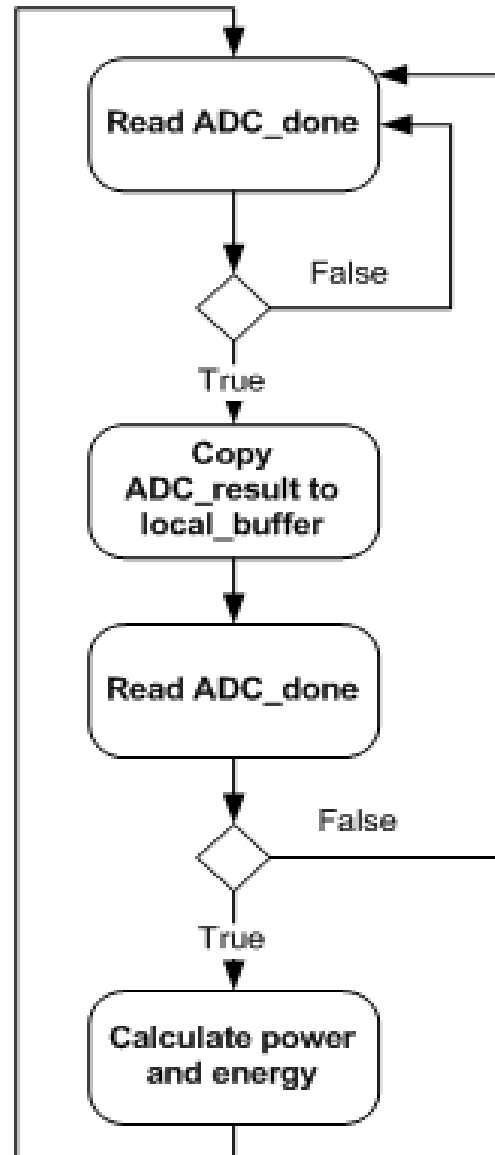 Read ADC_done
False
True
Copy
ADC_result to
local_buffer
Read ADC_done
False
True
Calculate power
and energy